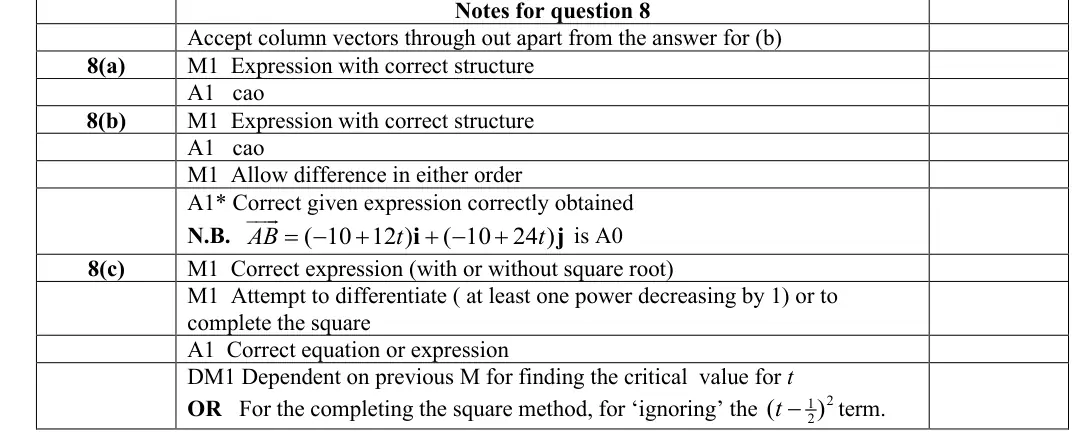 Notes for question 8
Accept column vectors through out apart from the answer for (b)
8(a) M1 Expression with correct structure
A1 cao
8(b) M1 Expression with correct structure
A1 cao
M1 Allow difference in either order
A1* Correct given expression correctly obtained
N.B. $\overrightarrow{AB} = (-10+12t)\mathbf{i}+(-10+24t)\mathbf{j}$ is A0
8(c) M1 Correct expression (with or without square root)
M1 Attempt to differentiate ( at least one power decreasing by 1) or to
complete the square
A1 Correct equation or expression
DM1 Dependent on previous M for finding the critical value for t
OR For the completing the square method, for ‘ignoring’ the $(t-\frac{1}{2})^2$ term.